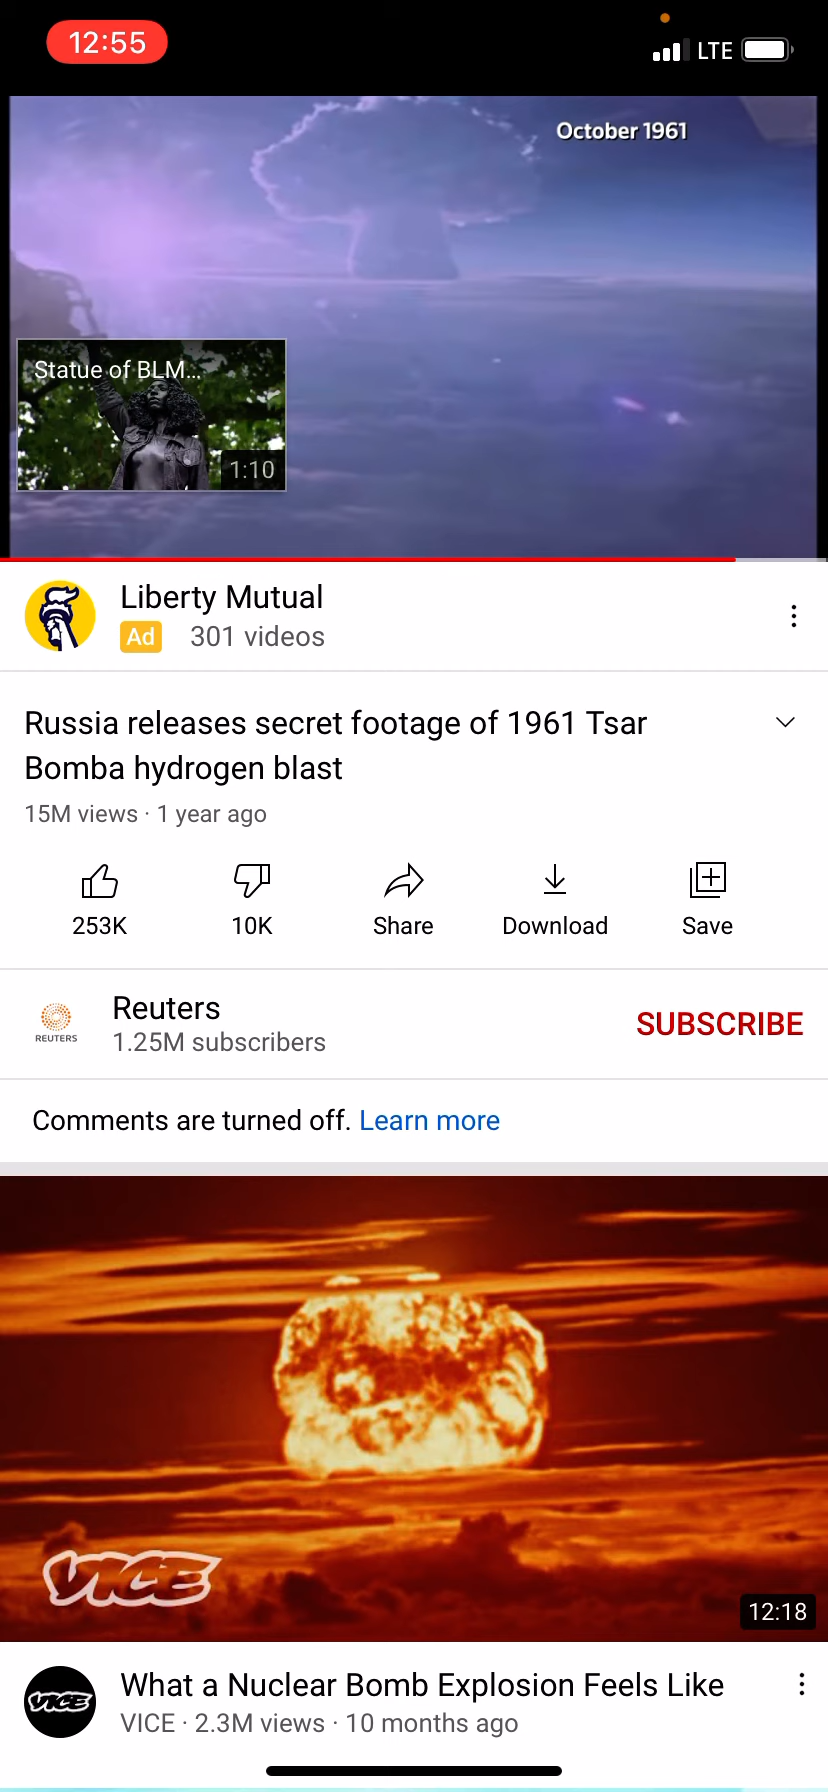 12:55
LTE
October 1961
Statue of BLM...
1:10
Liberty Mutual
Ad 301 videos
Russia releases secret footage of 1961 Tsar
Bomba hydrogen blast
15M views · 1 year ago
253K 10K Share Download Save
Reuters
REUTERS
1.25M subscribers
SUBSCRIBE
Comments are turned off. Learn more
VICE
12:18
What a Nuclear Bomb Explosion Feels Like
VICE
VICE · 2.3M views · 10 months ago